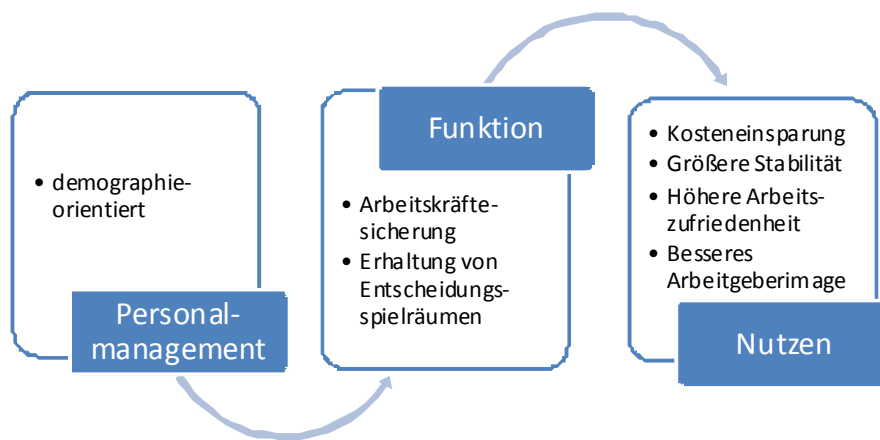 • demographie-
orientiert
Personal-
management
Funktion
• Arbeitskräfte-
sicherung
• Erhaltung von
Entscheidungs-
spielräumen
• Kosteneinsparung
• Größere Stabilität
• Höhere Arbeits-
zufriedenheit
• Besseres
Arbeitgeberimage
Nutzen